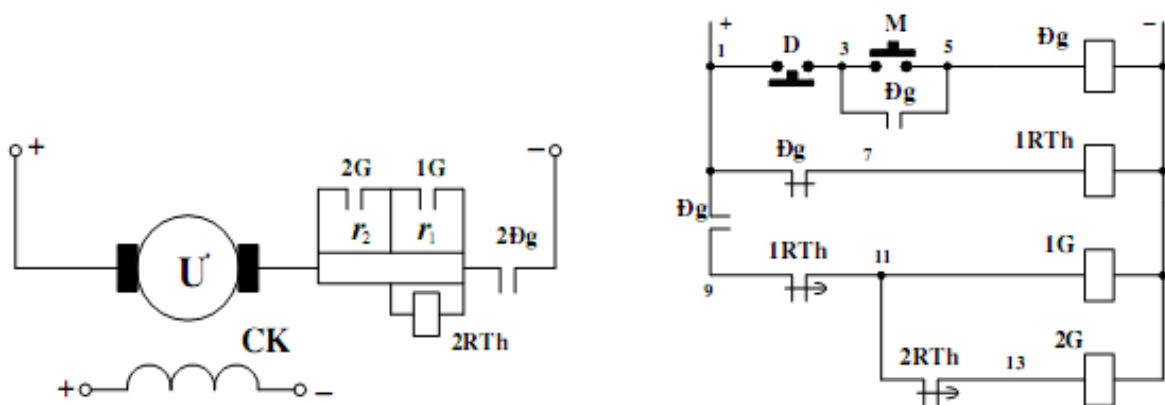 + −
2G 1G
r₂ r₁
2Đg
Ư
2RTh
CK
+ −
+ −
1 D 3 M 5 Đg
Đg
Đg 7 1RTh
Đg
9 1RTh 11 1G
2RTh 13 2G